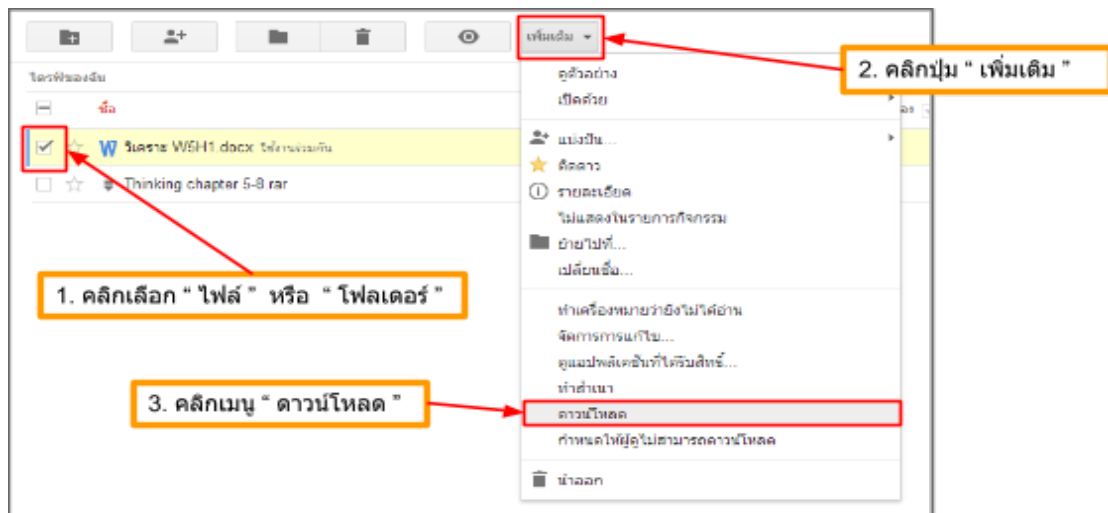 เพิ่มเติม
2. คลิกปุ่ม “ เพิ่มเติม ”
ไดรฟ์ของฉัน
ชื่อ
วิเคราะ W5H1.docx ใช้งานร่วมกัน
Thinking chapter 5-8.rar
1. คลิกเลือก “ ไฟล์ ” หรือ “ โฟลเดอร์ ”
3. คลิกเมนู “ ดาวน์โหลด ”
ดูตัวอย่าง
เปิดด้วย
แบ่งปัน...
ติดดาว
รายละเอียด
ไม่แสดงในรายการกิจกรรม
ย้ายไปที่...
เปลี่ยนชื่อ...
ทำเครื่องหมายว่ายังไม่ได้อ่าน
จัดการการแก้ไข...
ดูแอปพลิเคชันที่ได้รับสิทธิ์...
ทำสำเนา
ดาวน์โหลด
กำหนดให้ผู้ดูไม่สามารถดาวน์โหลด
นำออก